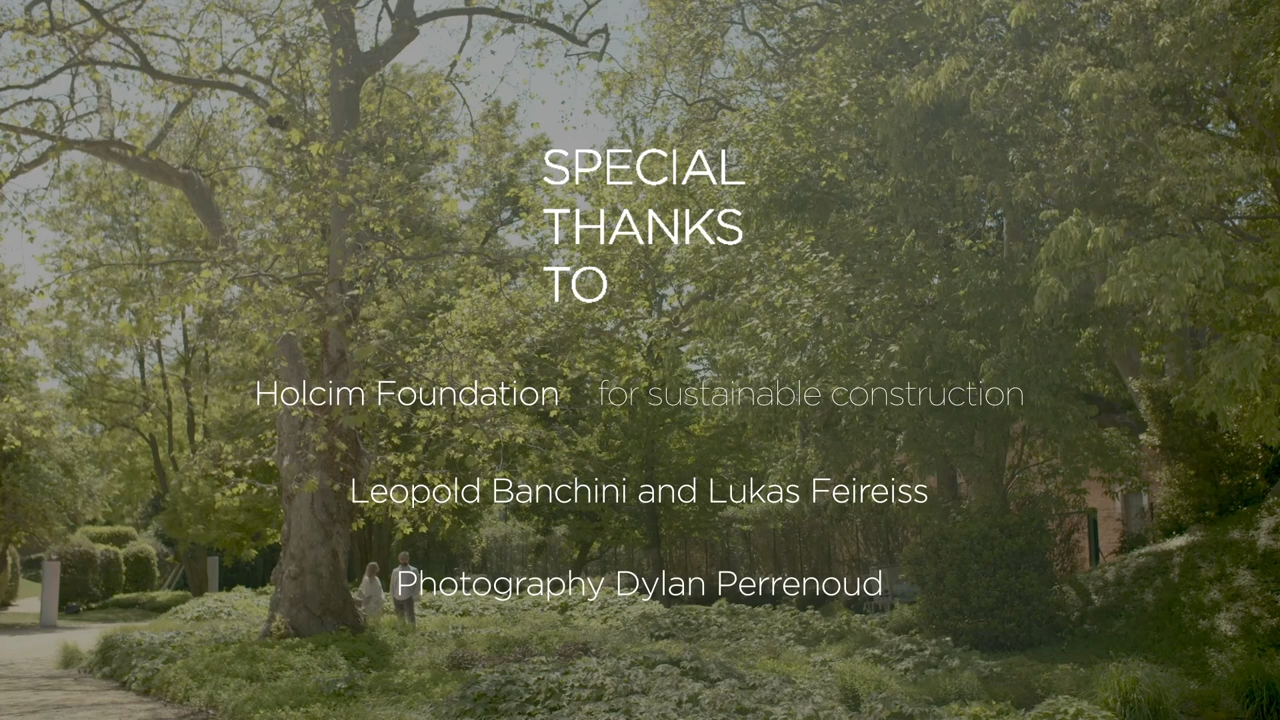 SPECIAL
THANKS
TO
Holcim Foundation for sustainable construction
Leopold Banchini and Lukas Feireiss
Photography Dylan Perrenoud